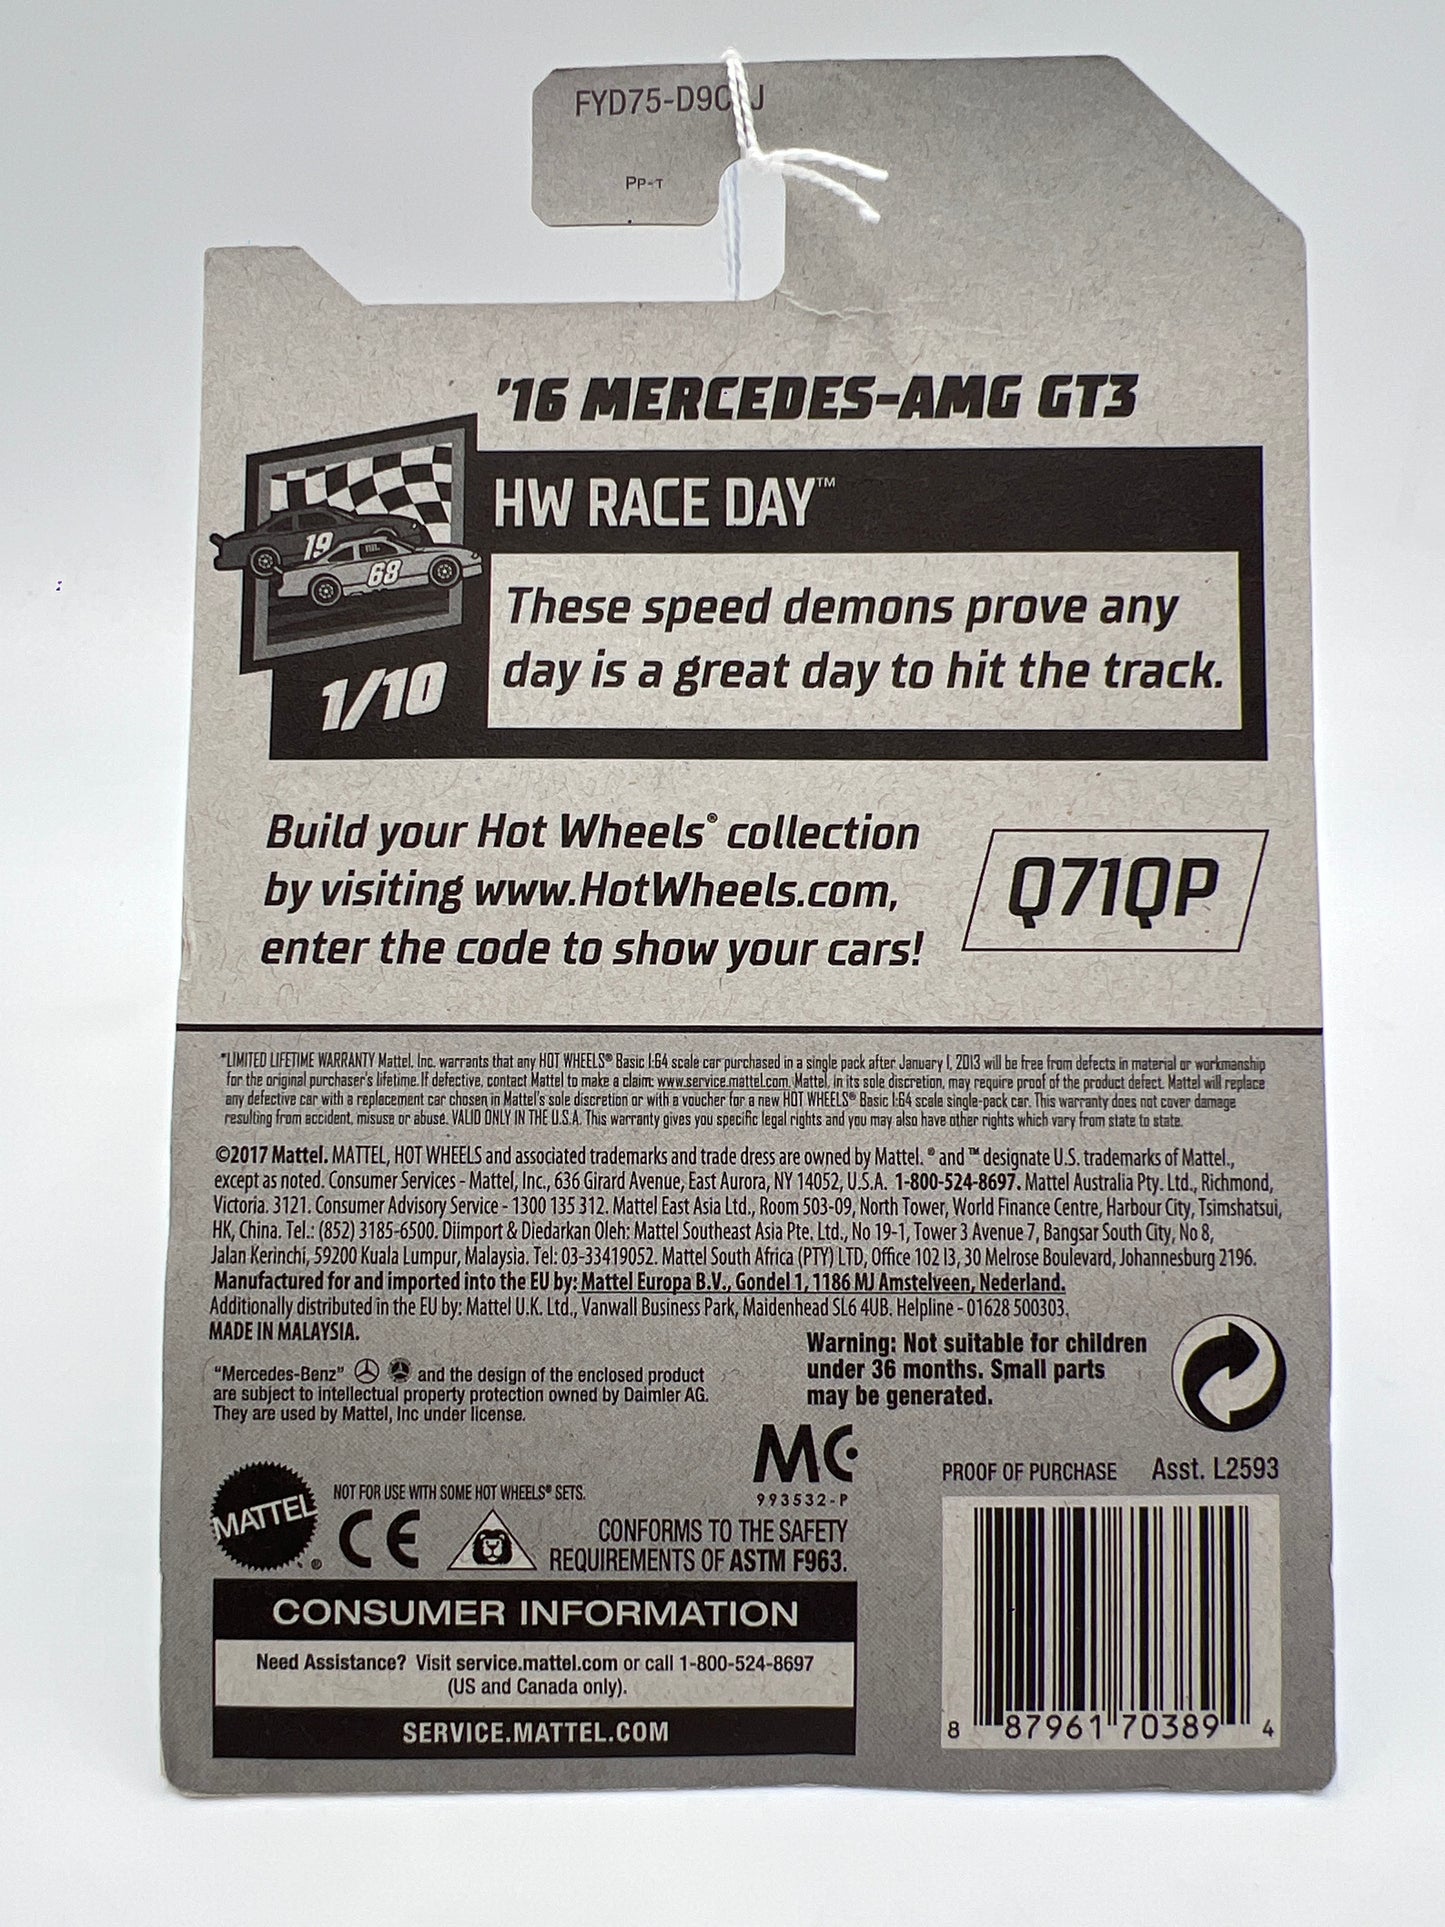 FYD75-D9C J
PP-T
'16 MERCEDES-AMG GT3
HW RACE DAY™
19
68
1/10
These speed demons prove any
day is a great day to hit the track.
Build your Hot Wheels® collection
by visiting www.HotWheels.com,
enter the code to show your cars!
Q71QP
*LIMITED LIFETIME WARRANTY Mattel, Inc. warrants that any HOT WHEELS® Basic 1:64 scale car purchased in a single pack after January 1, 2013 will be free from defects in material or workmanship
for the original purchaser's lifetime. If defective, contact Mattel to make a claim: www.service.mattel.com. Mattel, in its sole discretion, may require proof of the product defect. Mattel will replace
any defective car with a replacement car chosen in Mattel's sole discretion or with a voucher for a new HOT WHEELS® Basic 1:64 scale single-pack car. This warranty does not cover damage
resulting from accident, misuse or abuse. VALID ONLY IN THE U.S.A. This warranty gives you specific legal rights and you may also have other rights which vary from state to state.
©2017 Mattel. MATTEL, HOT WHEELS and associated trademarks and trade dress are owned by Mattel. ® and ™ designate U.S. trademarks of Mattel.,
except as noted. Consumer Services - Mattel, Inc., 636 Girard Avenue, East Aurora, NY 14052, U.S.A. 1-800-524-8697. Mattel Australia Pty. Ltd., Richmond,
Victoria. 3121. Consumer Advisory Service - 1300 135 312. Mattel East Asia Ltd., Room 503-09, North Tower, World Finance Centre, Harbour City, Tsimshatsui,
HK, China. Tel.: (852) 3185-6500. Diimport & Diedarkan Oleh: Mattel Southeast Asia Pte. Ltd., No 19-1, Tower 3 Avenue 7, Bangsar South City, No 8,
Jalan Kerinchi, 59200 Kuala Lumpur, Malaysia. Tel: 03-33419052. Mattel South Africa (PTY) LTD, Office 102 I3, 30 Melrose Boulevard, Johannesburg 2196.
Manufactured for and imported into the EU by: Mattel Europa B.V., Gondel 1, 1186 MJ Amstelveen, Nederland.
Additionally distributed in the EU by: Mattel U.K. Ltd., Vanwall Business Park, Maidenhead SL6 4UB. Helpline - 01628 500303.
MADE IN MALAYSIA.
Warning: Not suitable for children
under 36 months. Small parts
may be generated.
"Mercedes-Benz" and the design of the enclosed product
are subject to intellectual property protection owned by Daimler AG.
They are used by Mattel, Inc under license.
MC
993532-P
PROOF OF PURCHASE Asst. L2593
MATTEL®
NOT FOR USE WITH SOME HOT WHEELS® SETS.
CE
CONFORMS TO THE SAFETY
REQUIREMENTS OF ASTM F963.
CONSUMER INFORMATION
Need Assistance? Visit service.mattel.com or call 1-800-524-8697
(US and Canada only).
SERVICE.MATTEL.COM
8 87961 70389 4